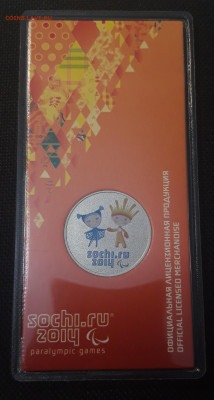 sochi.ru
2014
sochi.ru
2014
paralympic games
ОФИЦИАЛЬНАЯ ЛИЦЕНЗИОННАЯ ПРОДУКЦИЯ
OFFICIAL LICENSED MERCHANDISE